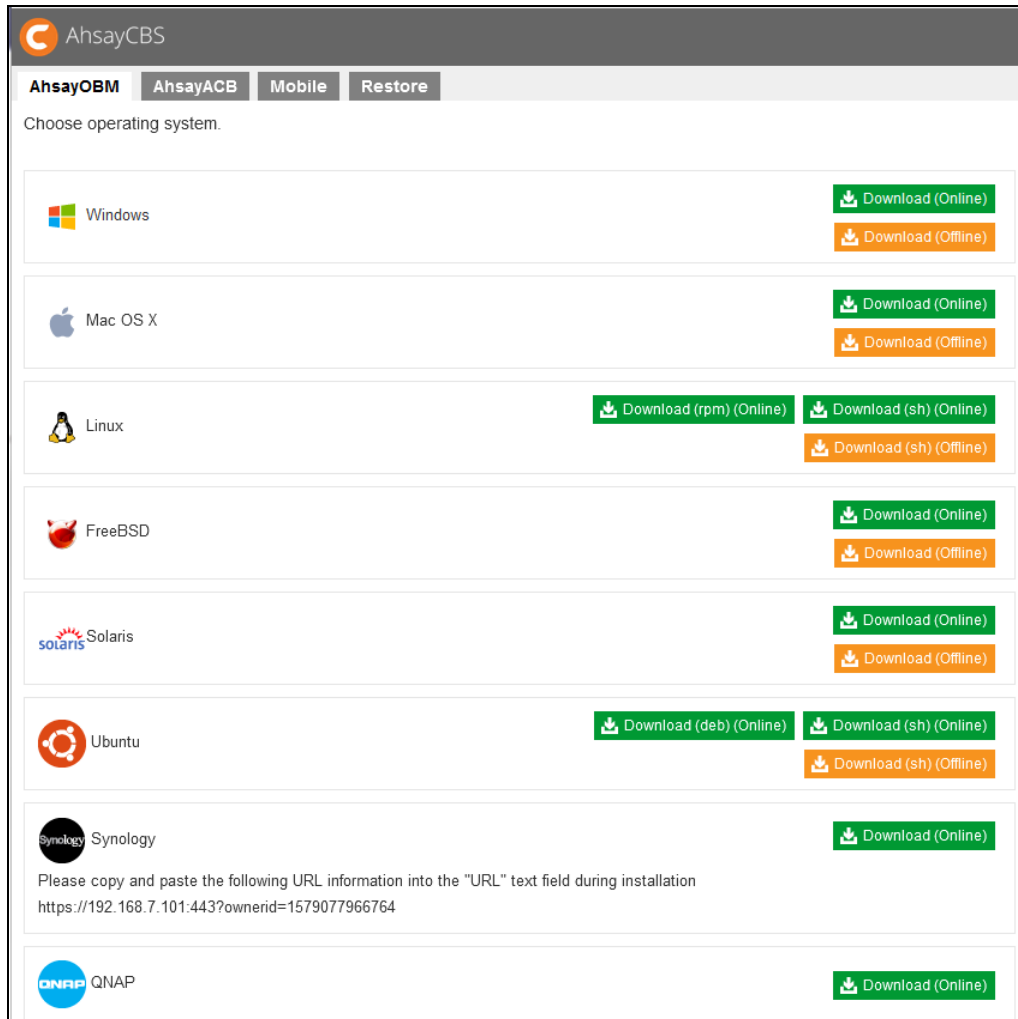 AhsayCBS
AhsayOBM AhsayACB Mobile Restore
Choose operating system.
Windows
Download (Online)
Download (Offline)
Mac OS X
Download (Online)
Download (Offline)
Linux
Download (rpm) (Online) Download (sh) (Online)
Download (sh) (Offline)
FreeBSD
Download (Online)
Download (Offline)
solaris Solaris
Download (Online)
Download (Offline)
Ubuntu
Download (deb) (Online) Download (sh) (Online)
Download (sh) (Offline)
Synology Synology
Download (Online)
Please copy and paste the following URL information into the "URL" text field during installation
https://192.168.7.101:443?ownerid=1579077966764
QNAP QNAP
Download (Online)